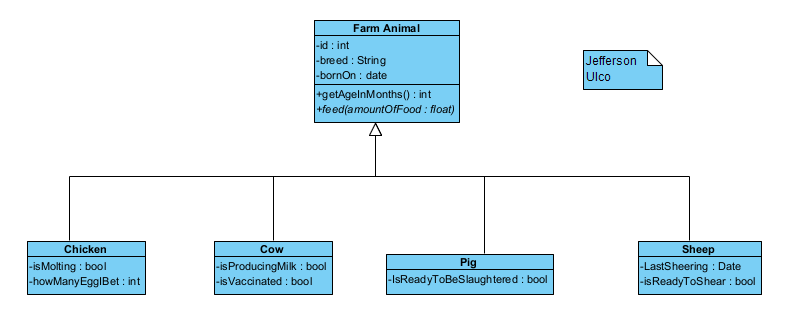 Farm Animal
-id : int
-breed : String
-bornOn : date
+getAgeInMonths() : int
+feed(amountOfFood : float)
Jefferson
Ulco
Chicken
-isMolting : bool
-howManyEggIBet : int
Cow
-isProducingMilk : bool
-isVaccinated : bool
Pig
-IsReadyToBeSlaughtered : bool
Sheep
-LastSheering : Date
-isReadyToShear : bool